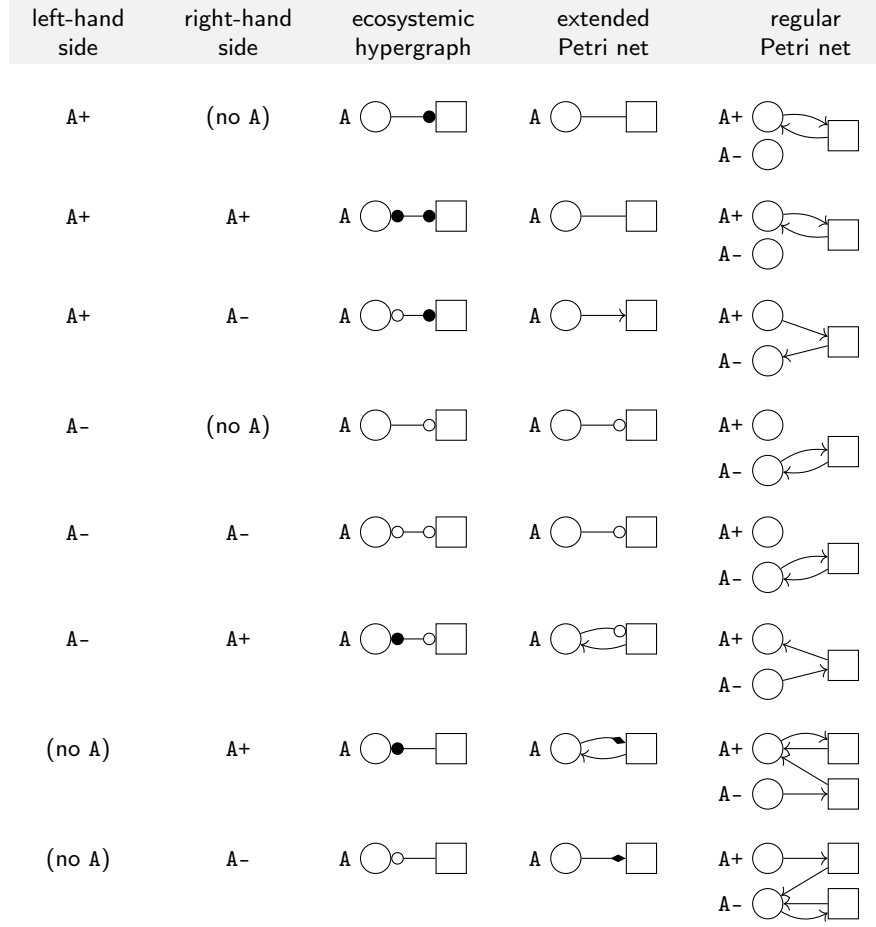 left-hand side right-hand side ecosystemic hypergraph extended Petri net regular Petri net
A+ (no A) A A A+
A-
A+ A+ A A A+
A-
A+ A- A A A+
A-
A- (no A) A A A+
A-
A- A- A A A+
A-
A- A+ A A A+
A-
(no A) A+ A A A+
A-
(no A) A- A A A+
A-